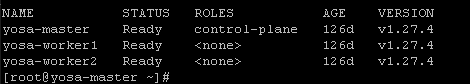 NAME STATUS ROLES AGE VERSION
yosa-master Ready control-plane 126d v1.27.4
yosa-worker1 Ready <none> 126d v1.27.4
yosa-worker2 Ready <none> 126d v1.27.4
[root@yosa-master ~]#